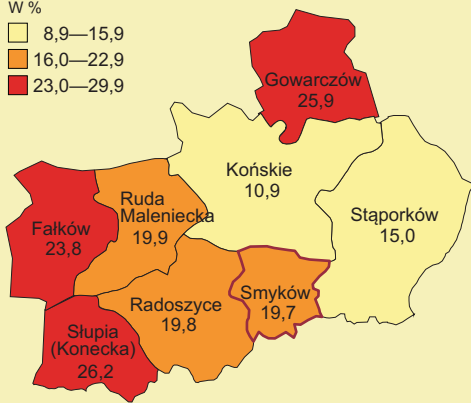 W %
8,9—15,9
16,0—22,9
23,0—29,9
Gowarczów
25,9
Końskie
10,9
Stąporków
15,0
Ruda
Maleniecka
19,9
Fałków
23,8
Smyków
19,7
Radoszyce
19,8
Słupia
(Konecka)
26,2